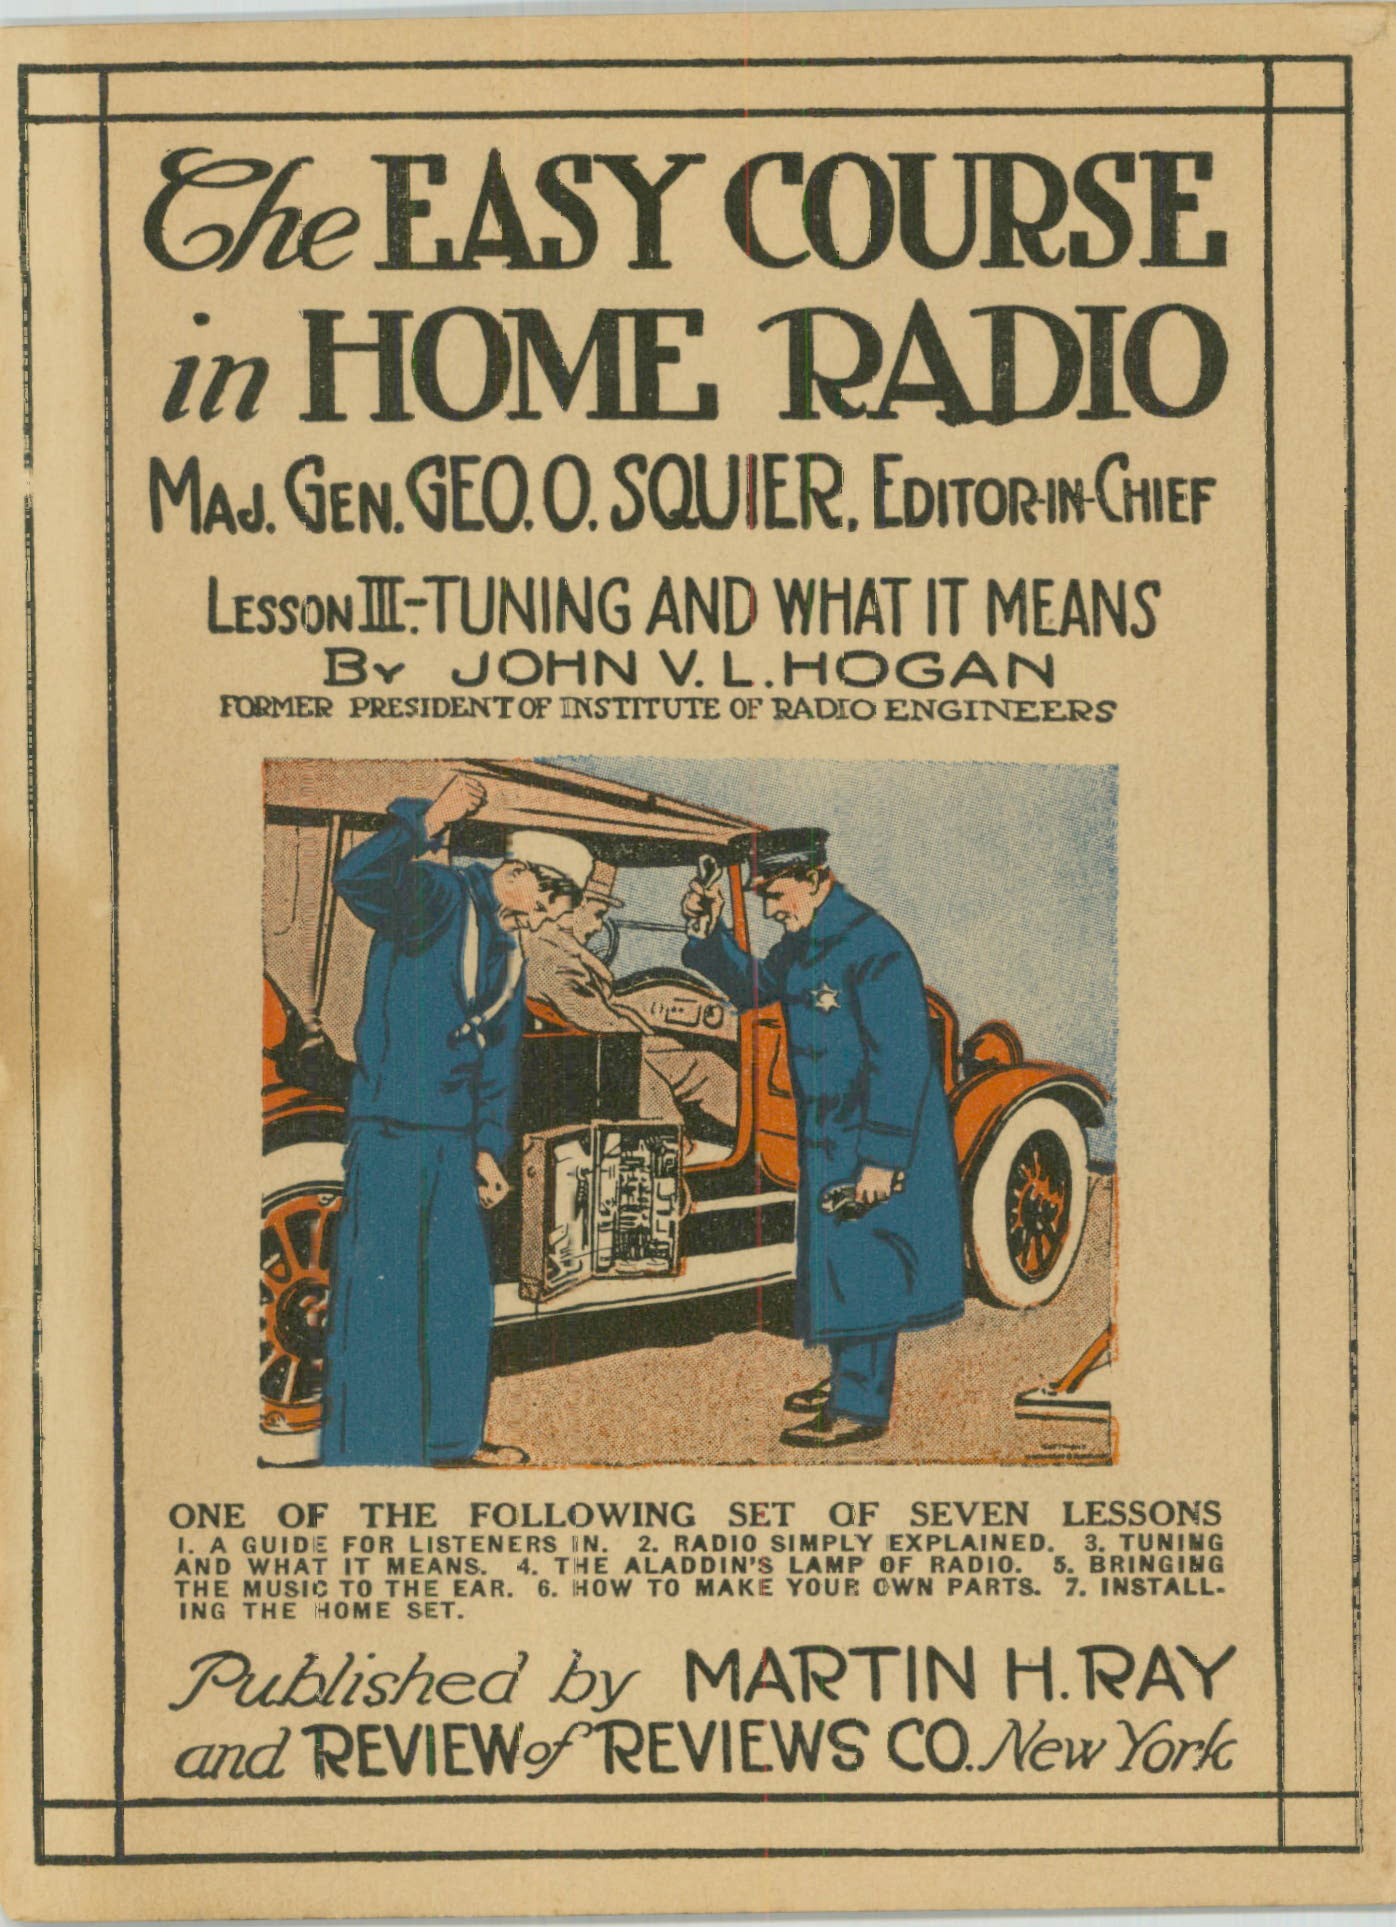 The EASY COURSE
in HOME RADIO
MAJ. GEN. GEO. O. SQUIER, EDITOR-IN-CHIEF
LESSON III:-TUNING AND WHAT IT MEANS
BY JOHN V. L. HOGAN
FORMER PRESIDENT OF INSTITUTE OF RADIO ENGINEERS
ONE OF THE FOLLOWING SET OF SEVEN LESSONS
1. A GUIDE FOR LISTENERS IN. 2. RADIO SIMPLY EXPLAINED. 3. TUNING
AND WHAT IT MEANS. 4. THE ALADDIN'S LAMP OF RADIO. 5. BRINGING
THE MUSIC TO THE EAR. 6. HOW TO MAKE YOUR OWN PARTS. 7. INSTALL-
ING THE HOME SET.
Published by MARTIN H. RAY
and REVIEW of REVIEWS CO. New York